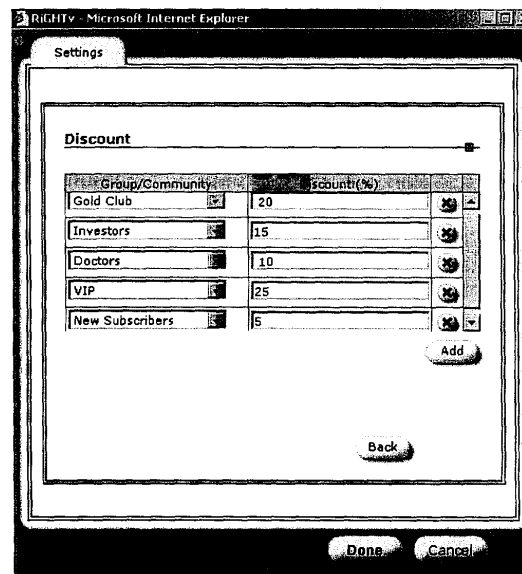 RiGHTv - Microsoft Internet Explorer
Settings
Discount
Group/Community Discount(%)
Gold Club 20
Investors 15
Doctors 10
VIP 25
New Subscribers 5
Add
Back
Done Cancel